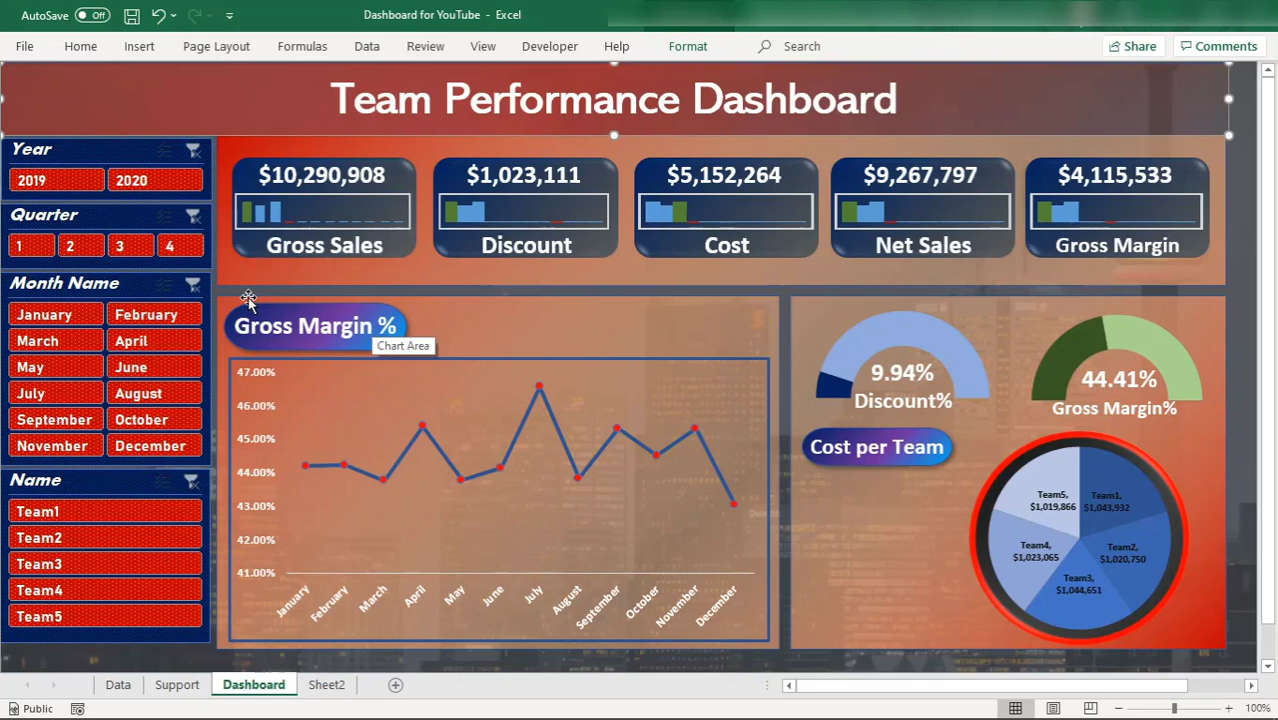 AutoSave Off
Dashboard for YouTube - Excel
File Home Insert Page Layout Formulas Data Review View Developer Help Format Search Share Comments
Team Performance Dashboard
Year
2019 2020
Quarter
1 2 3 4
Month Name
January February
March April
May June
July August
September October
November December
Name
Team1
Team2
Team3
Team4
Team5
$10,290,908 $1,023,111 $5,152,264 $9,267,797 $4,115,533
Gross Sales Discount Cost Net Sales Gross Margin
Gross Margin %
Chart Area
47.00%
46.00%
45.00%
44.00%
43.00%
42.00%
41.00%
January February March April May June July August September October November December
9.94%
Discount%
44.41%
Gross Margin%
Cost per Team
Team5,
$1,019,866
Team1,
$1,043,932
Team4,
$1,023,065
Team2,
$1,020,750
Team3,
$1,044,651
Data Support Dashboard Sheet2
Public
100%